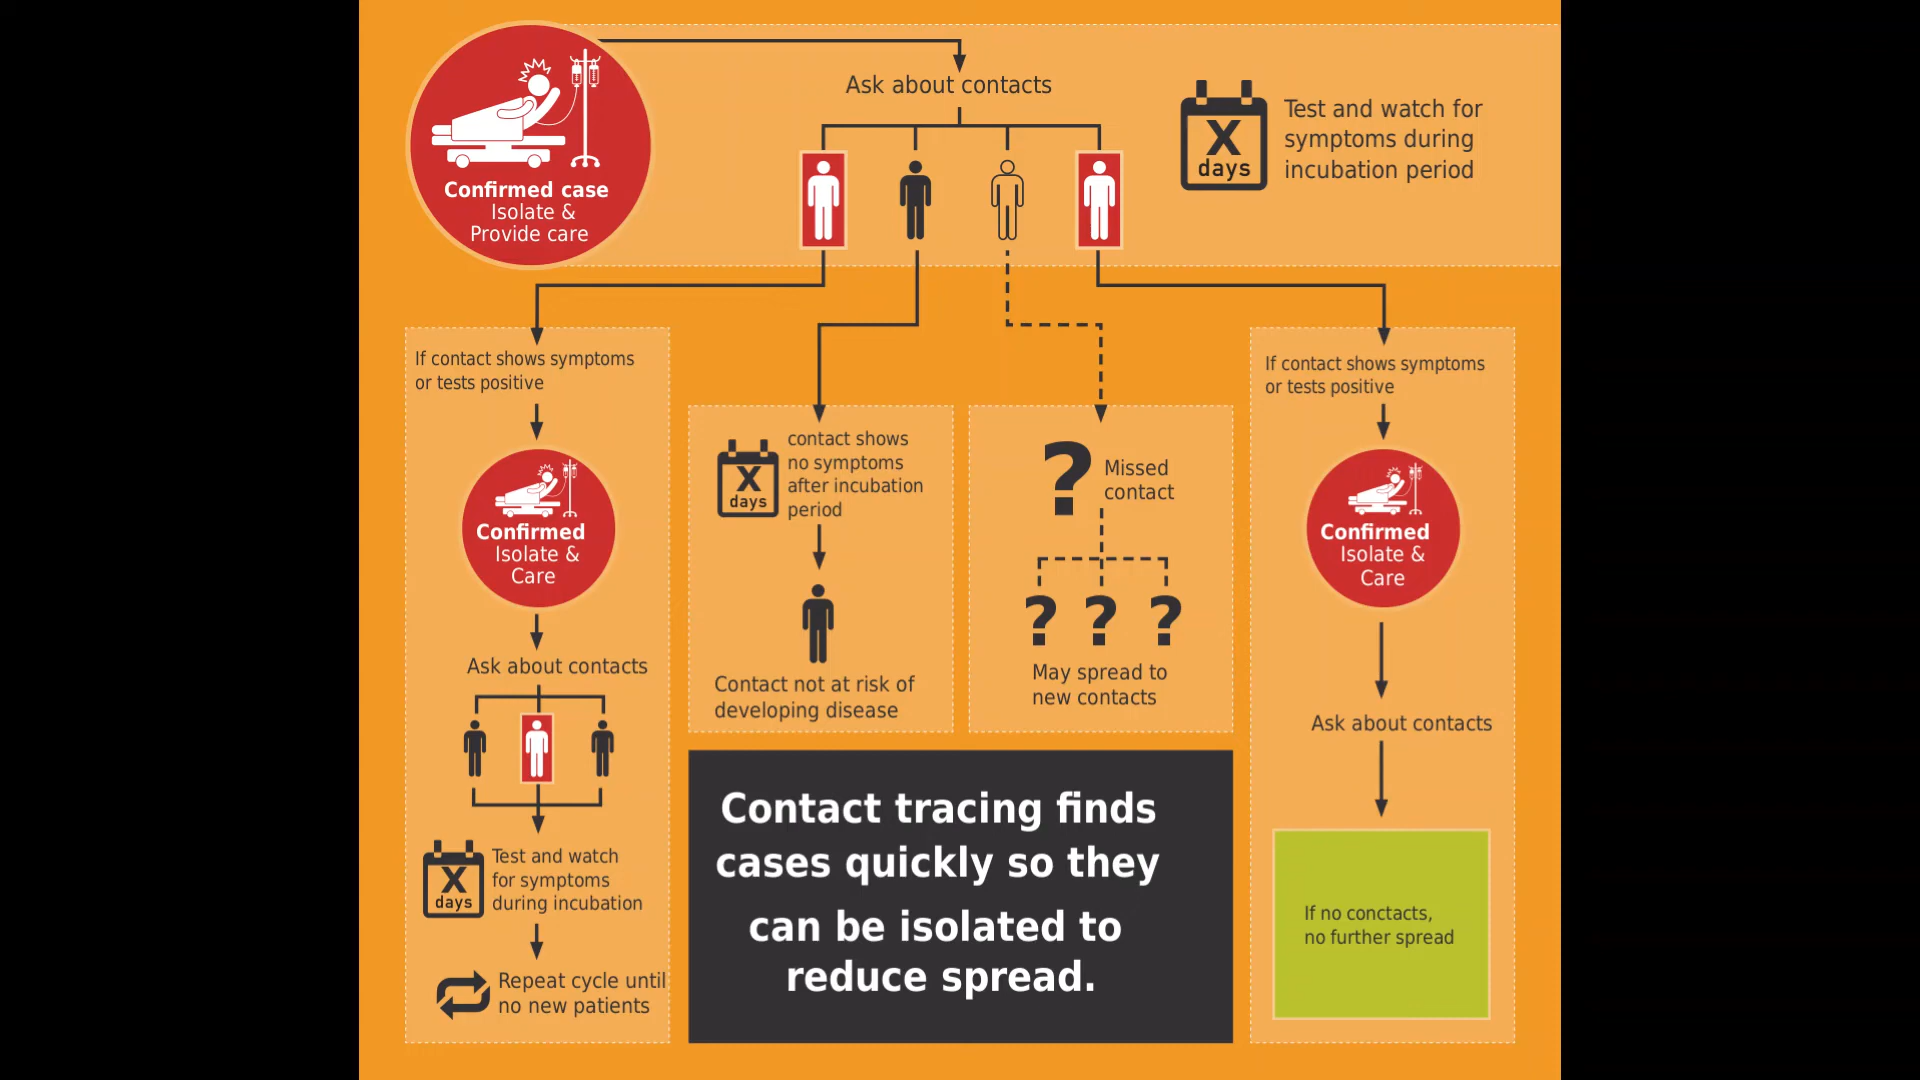 Ask about contacts
Confirmed case
Isolate &
Provide care
X
days
Test and watch for
symptoms during
incubation period
If contact shows symptoms
or tests positive
Confirmed
Isolate &
Care
Ask about contacts
X
days
Test and watch
for symptoms
during incubation
Repeat cycle until
no new patients
X
days
contact shows
no symptoms
after incubation
period
Contact not at risk of
developing disease
?
Missed
contact
? ? ?
May spread to
new contacts
If contact shows symptoms
or tests positive
Confirmed
Isolate &
Care
Ask about contacts
If no conctacts,
no further spread
Contact tracing finds
cases quickly so they
can be isolated to
reduce spread.